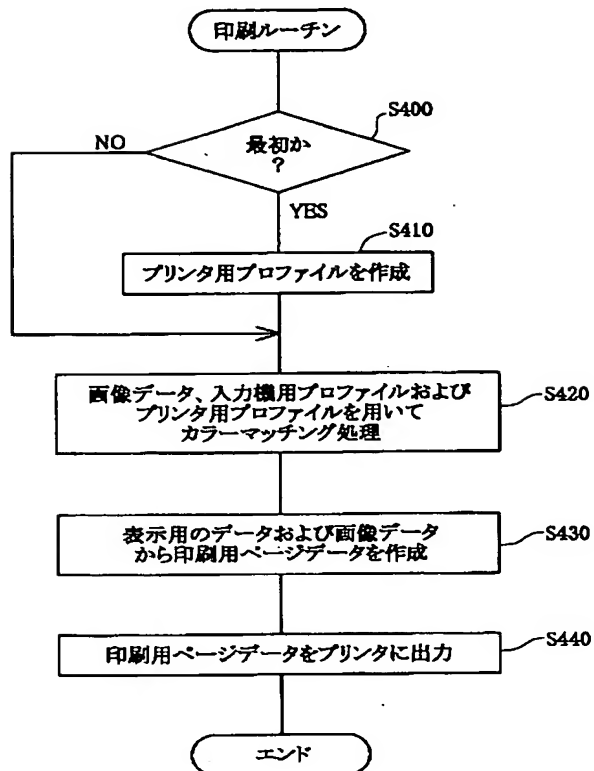 印刷ルーチン
S400
最初か
?
NO
YES
S410
プリンタ用プロファイルを作成
画像データ、入力機用プロファイルおよび
プリンタ用プロファイルを用いて
カラーマッチング処理
S420
表示用のデータおよび画像データ
から印刷用ページデータを作成
S430
印刷用ページデータをプリンタに出力
S440
エンド